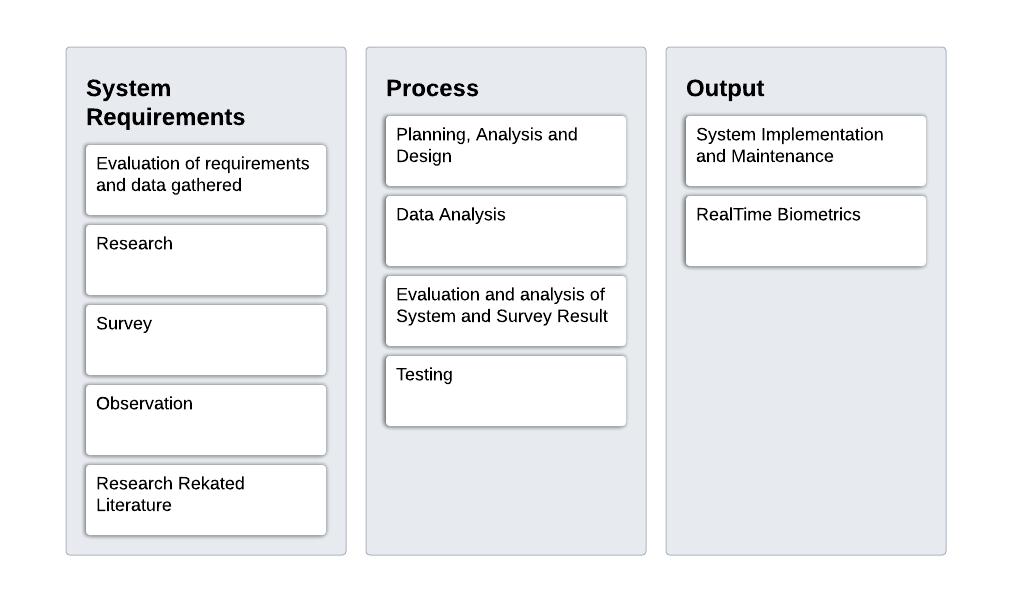 System
Requirements
Evaluation of requirements
and data gathered
Research
Survey
Observation
Research Rekated
Literature
Process
Planning, Analysis and
Design
Data Analysis
Evaluation and analysis of
System and Survey Result
Testing
Output
System Implementation
and Maintenance
RealTime Biometrics